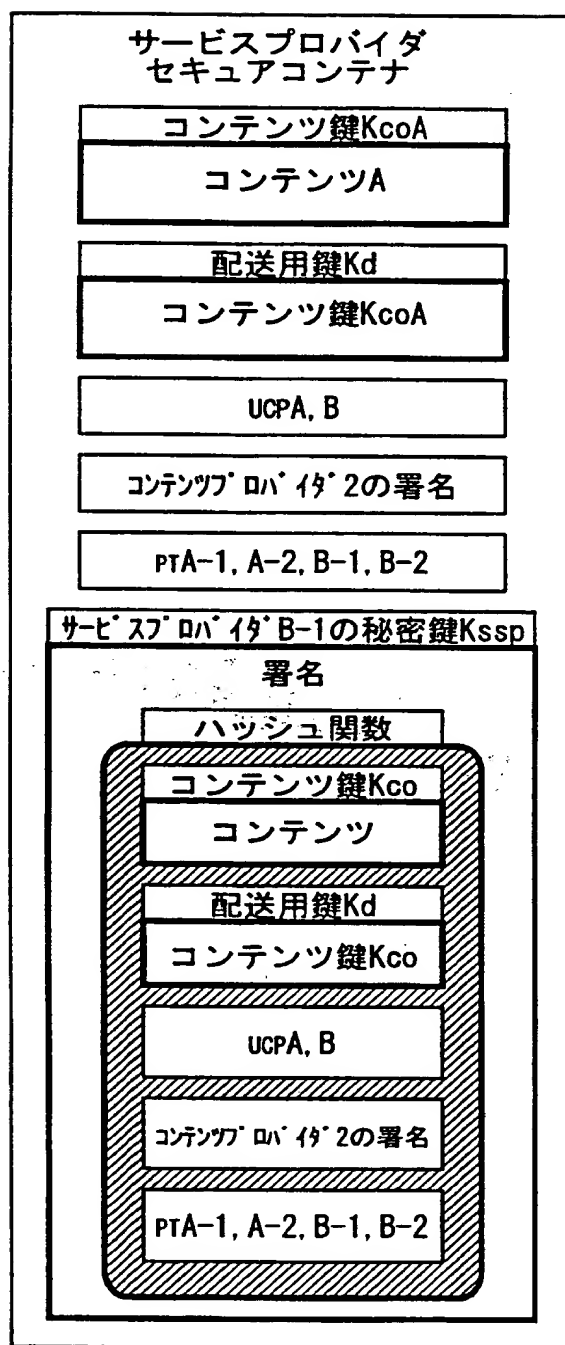 サービスプロバイダ
セキュアコンテナ
コンテンツ鍵KcoA
コンテンツA
配送用鍵Kd
コンテンツ鍵KcoA
UCPA, B
コンテンツプロバイダ2の署名
PTA-1, A-2, B-1, B-2
サービスプロバイダB-1の秘密鍵Kssp
署名
ハッシュ関数
コンテンツ鍵Kco
コンテンツ
配送用鍵Kd
コンテンツ鍵Kco
UCPA, B
コンテンツプロバイダ2の署名
PTA-1, A-2, B-1, B-2